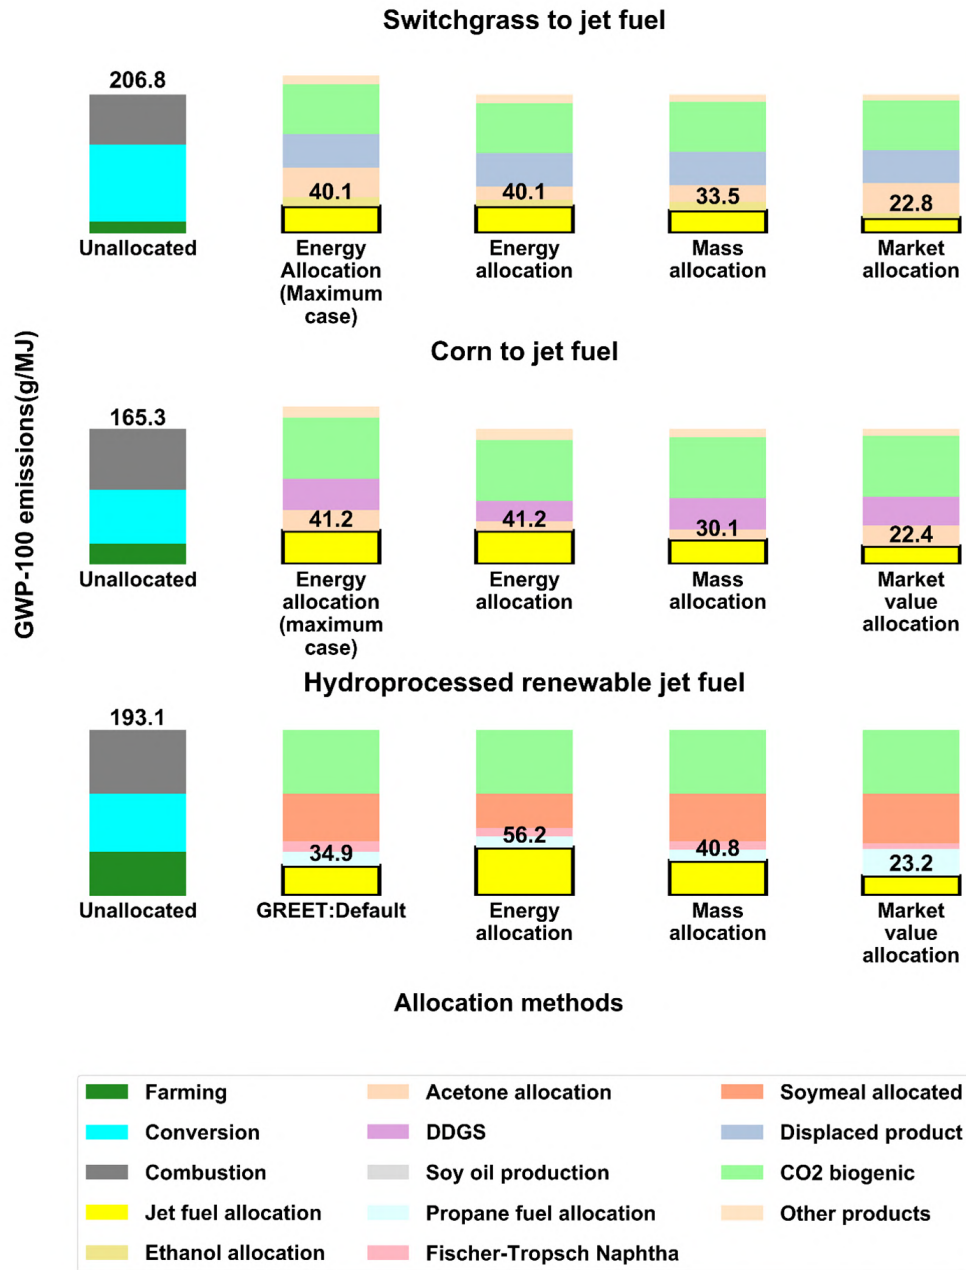 Switchgrass to jet fuel
206.8
40.1
40.1
33.5
22.8
Unallocated
Energy
Allocation
(Maximum
case)
Energy
allocation
Mass
allocation
Market
allocation
GWP-100 emissions(g/MJ)
Corn to jet fuel
165.3
41.2
41.2
30.1
22.4
Unallocated
Energy
allocation
(maximum
case)
Energy
allocation
Mass
allocation
Market
value
allocation
Hydroprocessed renewable jet fuel
193.1
34.9
56.2
40.8
23.2
Unallocated
GREET:Default
Energy
allocation
Mass
allocation
Market
value
allocation
Allocation methods
Farming
Conversion
Combustion
Jet fuel allocation
Ethanol allocation
Acetone allocation
DDGS
Soy oil production
Propane fuel allocation
Fischer-Tropsch Naphtha
Soymeal allocated
Displaced product
CO2 biogenic
Other products